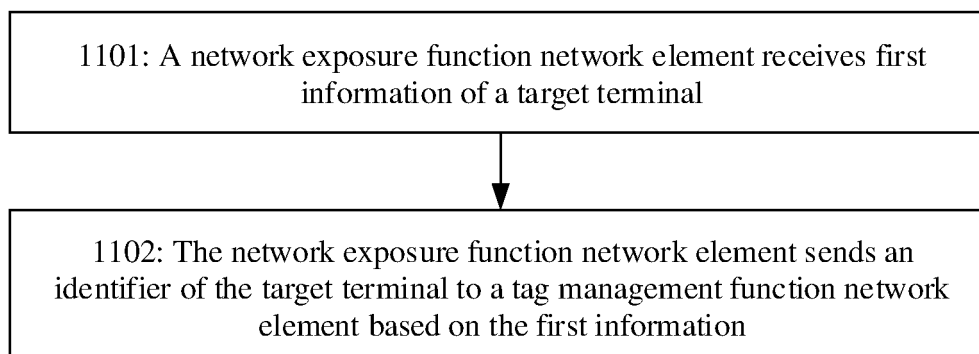 1101: A network exposure function network element receives first
information of a target terminal
1102: The network exposure function network element sends an
identifier of the target terminal to a tag management function network
element based on the first information